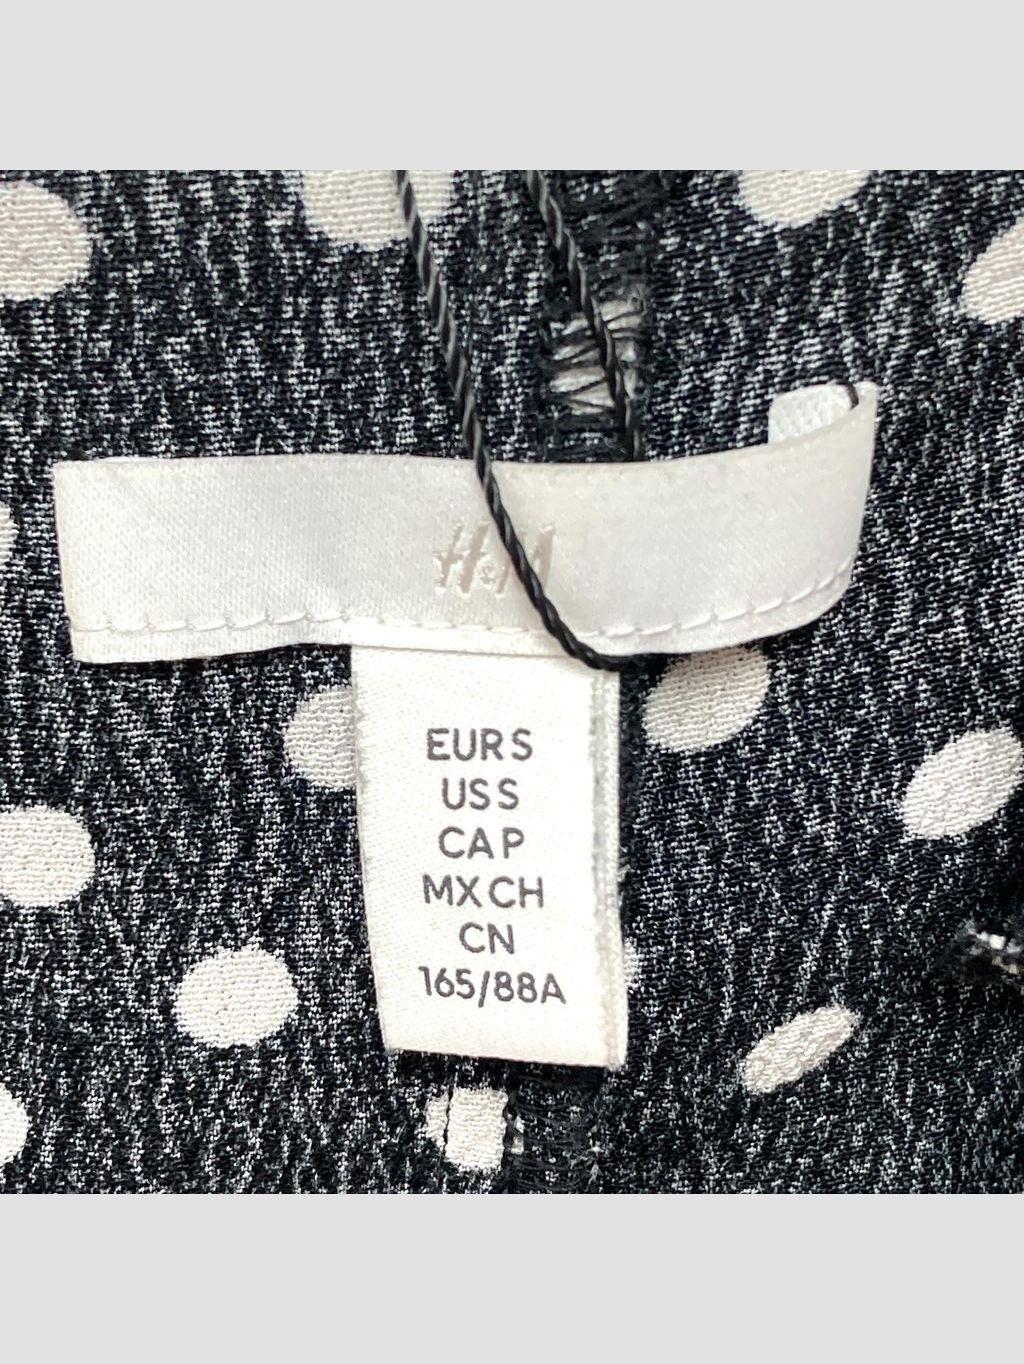 H&M
EUR S
US S
CA P
MX CH
CN
165/88A